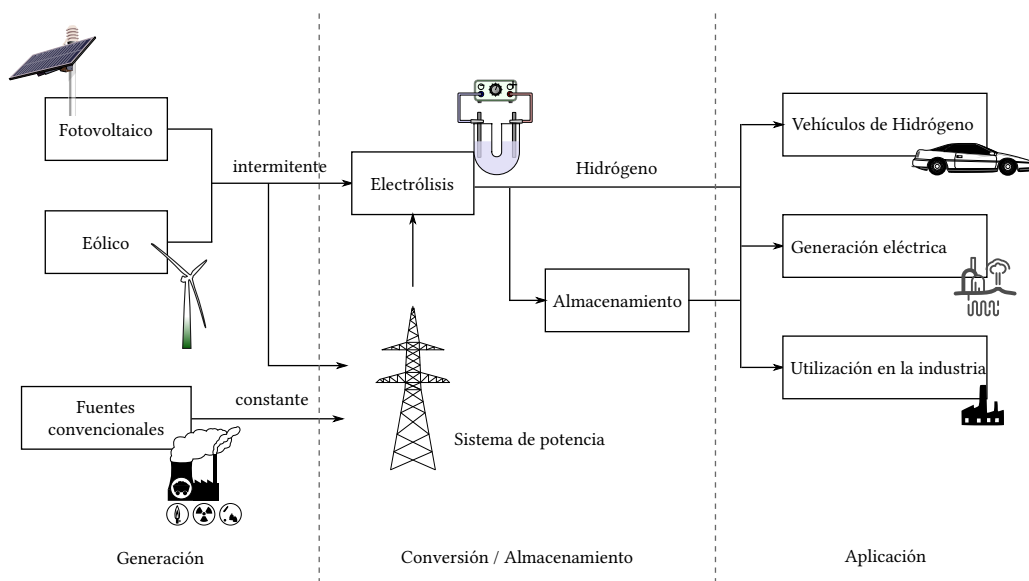 Fotovoltaico
intermitente
Eólico
constante
Fuentes
convencionales
Generación
Electrólisis
Hidrógeno
Almacenamiento
Sistema de potencia
Conversión / Almacenamiento
Vehículos de Hidrógeno
Generación eléctrica
Utilización en la industria
Aplicación